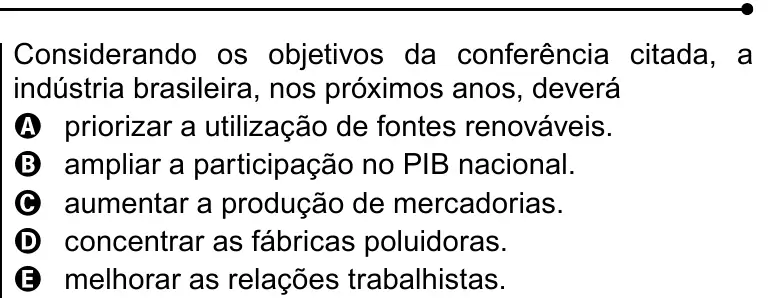 Considerando os objetivos da conferência citada, a
indústria brasileira, nos próximos anos, deverá
A priorizar a utilização de fontes renováveis.
B ampliar a participação no PIB nacional.
C aumentar a produção de mercadorias.
D concentrar as fábricas poluidoras.
E melhorar as relações trabalhistas.